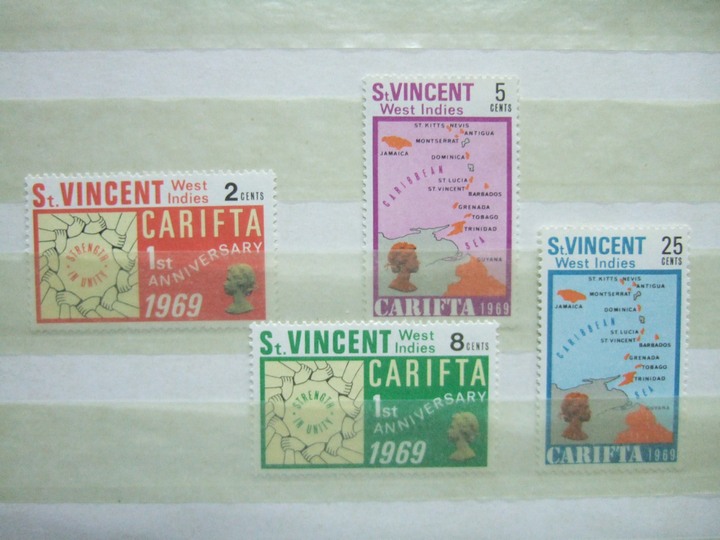 St. VINCENT West Indies 2 CENTS
CARIFTA
1st ANNIVERSARY
1969
STRENGTH IN UNITY
St. VINCENT 5 CENTS
West Indies
ST. KITTS NEVIS
ANTIGUA
MONTSERRAT
JAMAICA
DOMINICA
CARIBBEAN SEA
ST LUCIA
ST. VINCENT
BARBADOS
GRENADA
TOBAGO
TRINIDAD
GUYANA
CARIFTA 1969
St. VINCENT West Indies 8 CENTS
CARIFTA
1st ANNIVERSARY
1969
STRENGTH IN UNITY
St. VINCENT 25 CENTS
West Indies
ST. KITTS NEVIS
ANTIGUA
MONTSERRAT
JAMAICA
DOMINICA
CARIBBEAN SEA
ST LUCIA
ST. VINCENT
BARBADOS
GRENADA
TOBAGO
TRINIDAD
GUYANA
CARIFTA 1969